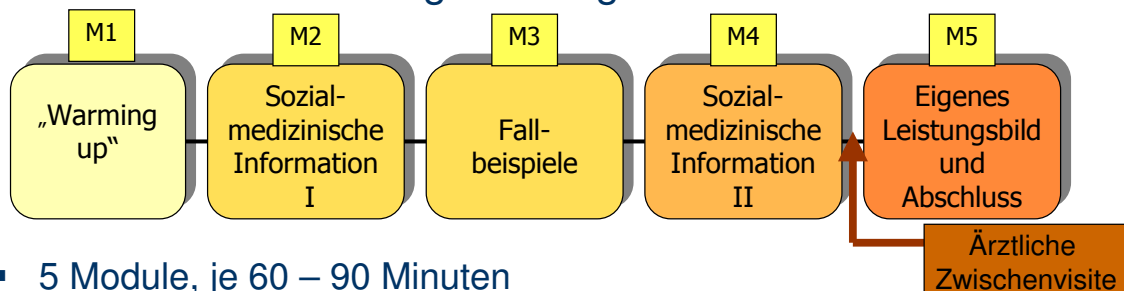 M1
„Warming
up“
M2
Sozial-
medizinische
Information
I
M3
Fall-
beispiele
M4
Sozial-
medizinische
Information
II
M5
Eigenes
Leistungsbild
und
Abschluss
Ärztliche
Zwischenvisite
▪ 5 Module, je 60 – 90 Minuten